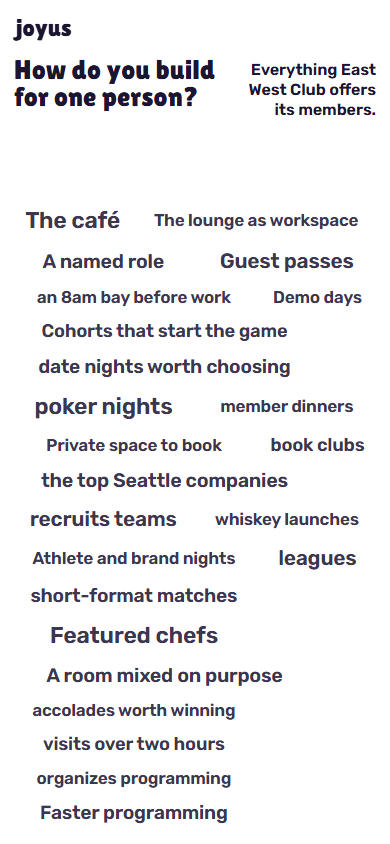 joyus
How do you build
for one person?
Everything East
West Club offers
its members.
The café
The lounge as workspace
A named role
Guest passes
an 8am bay before work
Demo days
Cohorts that start the game
date nights worth choosing
poker nights
member dinners
Private space to book
book clubs
the top Seattle companies
recruits teams
whiskey launches
Athlete and brand nights
leagues
short-format matches
Featured chefs
A room mixed on purpose
accolades worth winning
visits over two hours
organizes programming
Faster programming